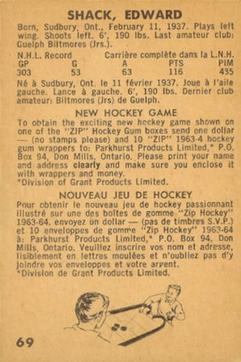 SHACK, EDWARD
Born, Sudbury, Ont., February 11, 1937. Plays left
wing. Shoots left. 6', 190 lbs. Last amateur club:
Guelph Biltmores (Jrs.).
N.H.L. Record Carrière complète dans la L.N.H.
GP G A PTS PIM
303 53 63 116 435
Né à Sudbury, Ont. le 11 février 1937. Joue à l'aile
gauche. Lance à gauche. 6', 190 lbs. Dernier club
amateur: Biltmores (Jrs) de Guelph.
NEW HOCKEY GAME
To obtain the exciting new hockey game shown on
one of the "ZIP" Hockey Gum boxes send one dollar
— (no stamps please) and 10 "ZIP" 1963-4 hockey
gum wrappers to: Parkhurst Products Limited,* P.O.
Box 94, Don Mills, Ontario. Please print your name
and address clearly and make sure you enclose it
with wrappers and money.
*Division of Grant Products Limited.
NOUVEAU JEU DE HOCKEY
Pour obtenir le nouveau jeu de hockey passionnant
illustré sur une des boîtes de gomme "Zip Hockey"
1963-64, envoyez un dollar — (pas de timbres S.V.P.)
et 10 enveloppes de gomme "Zip Hockey" 1963-64
à: Parkhurst Products Limited,* P.O. Box 94, Don
Mills, Ontario. Veuillez inscrire vos nom et adresse,
lisiblement en lettres moulées et n'oubliez pas d'y
joindre vos enveloppes et votre argent.
*Division de Grant Products Limited.
69